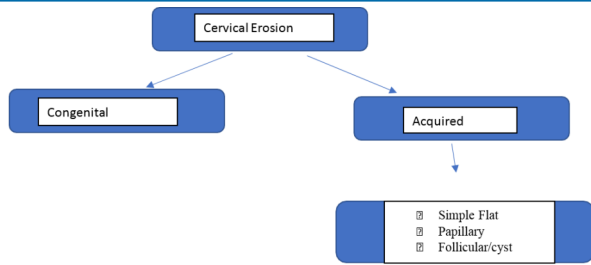 Cervical Erosion
Congenital
Acquired
⍰ Simple Flat
⍰ Papillary
⍰ Follicular/cyst